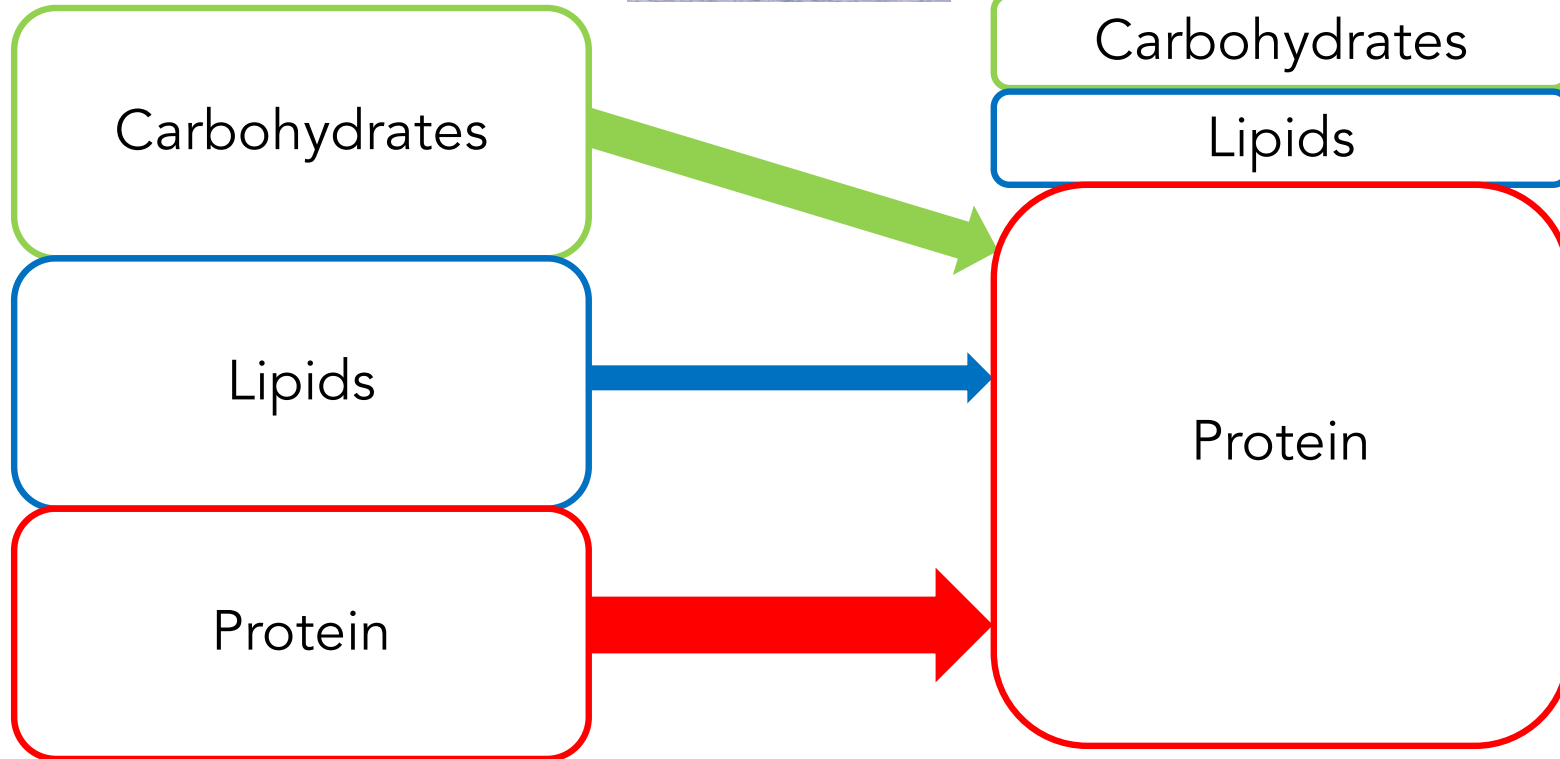 Carbohydrates
Lipids
Protein
Carbohydrates
Lipids
Protein